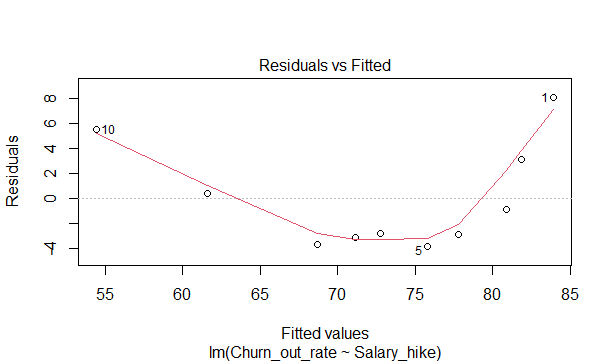 Residuals vs Fitted
Residuals
8
6
4
2
0
-4
10
5
1
55 60 65 70 75 80 85
Fitted values
lm(Churn_out_rate ~ Salary_hike)